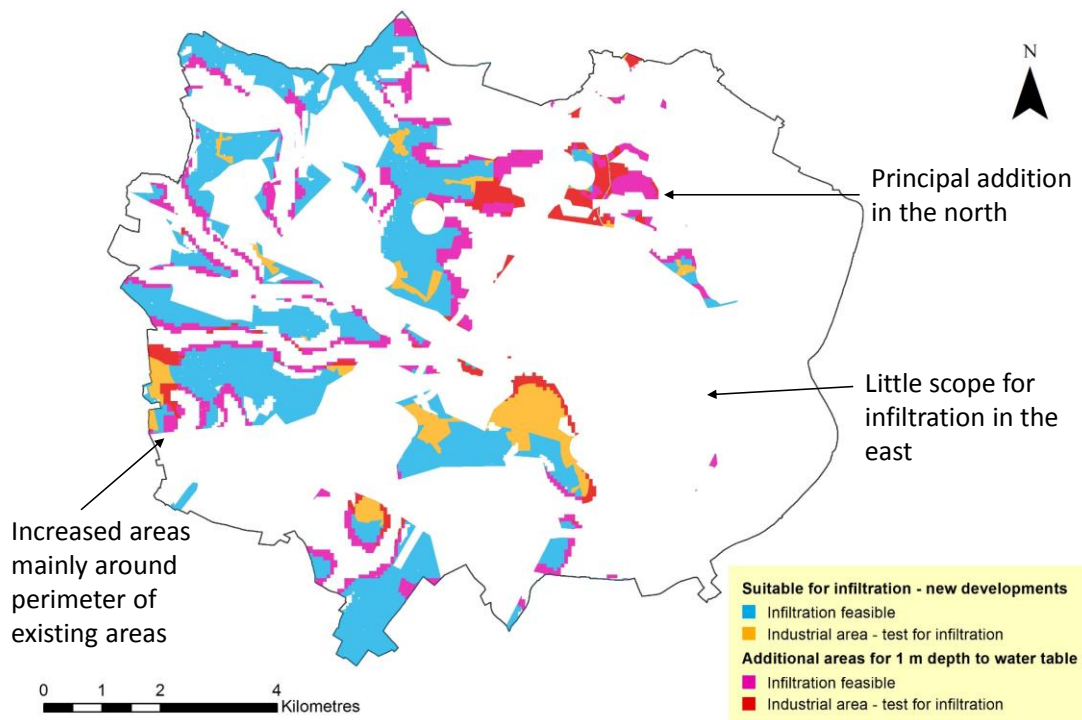 N
Principal addition
in the north
Little scope for
infiltration in the
east
Increased areas
mainly around
perimeter of
existing areas
Suitable for infiltration - new developments
Infiltration feasible
Industrial area - test for infiltration
Additional areas for 1 m depth to water table
Infiltration feasible
Industrial area - test for infiltration
0 1 2 4
Kilometres